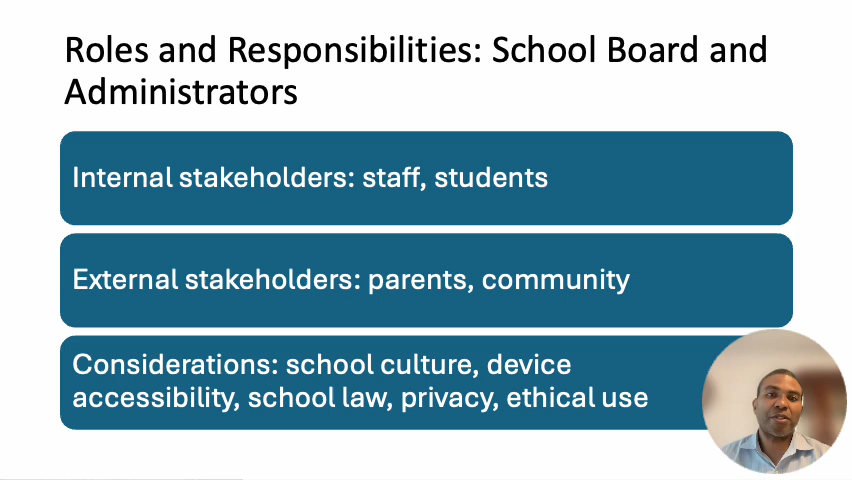 Roles and Responsibilities: School Board and
Administrators
Internal stakeholders: staff, students
External stakeholders: parents, community
Considerations: school culture, device
accessibility, school law, privacy, ethical use